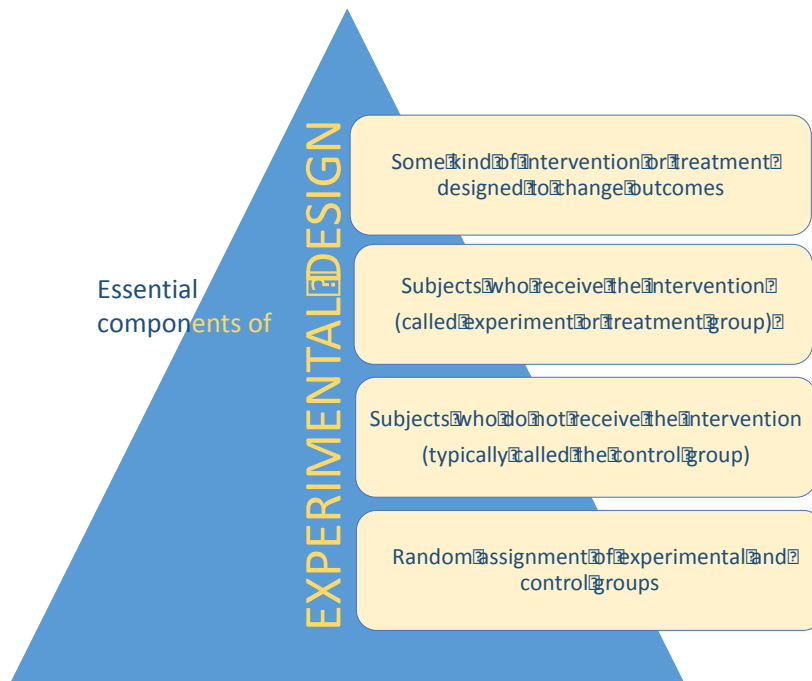 Essential
components of
EXPERIMENTAL DESIGN
Some kind of intervention or treatment
designed to change outcomes
Subjects who receive the intervention
(called experiment or treatment group)
Subjects who do not receive the intervention
(typically called the control group)
Random assignment of experimental and
control groups